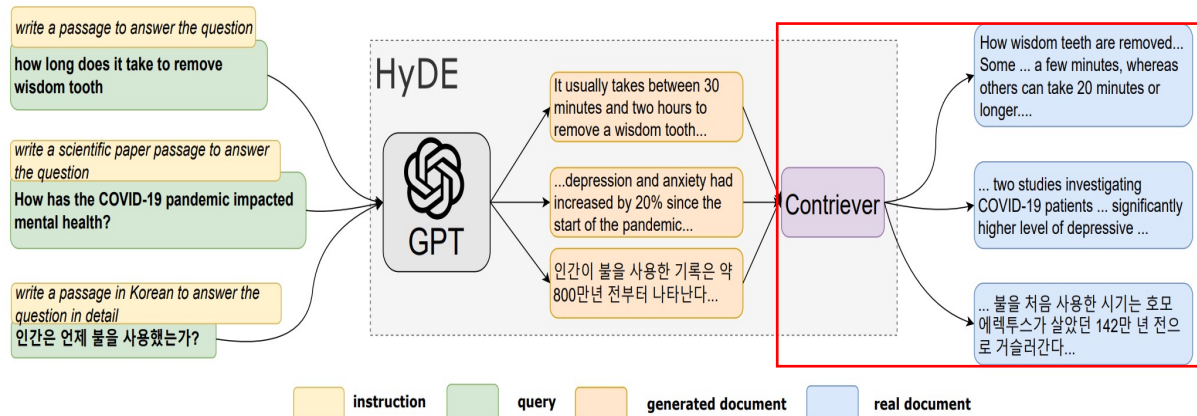 write a passage to answer the question
how long does it take to remove
wisdom tooth
write a scientific paper passage to answer
the question
How has the COVID-19 pandemic impacted
mental health?
write a passage in Korean to answer the
question in detail
인간은 언제 불을 사용했는가?
HyDE
GPT
It usually takes between 30
minutes and two hours to
remove a wisdom tooth...
...depression and anxiety had
increased by 20% since the
start of the pandemic...
인간이 불을 사용한 기록은 약
800만년 전부터 나타난다...
Contriever
How wisdom teeth are removed...
Some ... a few minutes, whereas
others can take 20 minutes or
longer....
... two studies investigating
COVID-19 patients ... significantly
higher level of depressive ...
... 불을 처음 사용한 시기는 호모
에렉투스가 살았던 142만 년 전으
로 거슬러간다...
instruction
query
generated document
real document